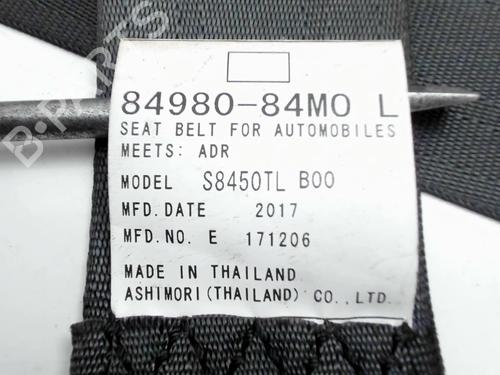 84980-84M0 L
SEAT BELT FOR AUTOMOBILES
MEETS: ADR
MODEL S8450TL B00
MFD. DATE 2017
MFD. NO. E 171206
MADE IN THAILAND
ASHIMORI (THAILAND) CO., LTD.
B-PARTS